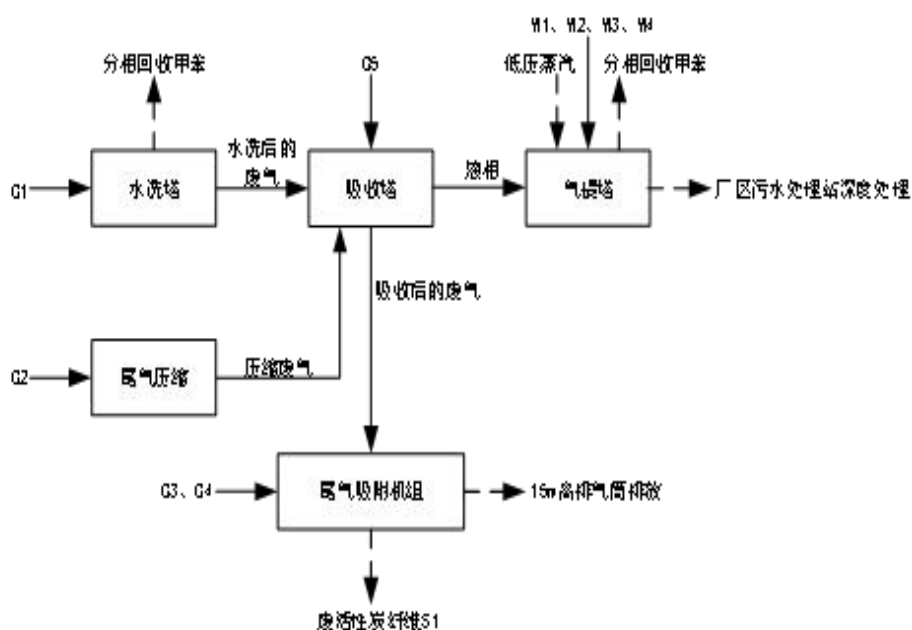 W1、W2、W3、W4
分相回收甲苯
G5
低压蒸汽
分相回收甲苯
水洗后的
废气
G1
水洗塔
吸收塔
液相
气提塔
厂区污水处理站深度处理
吸收后的废气
G2
尾气压缩
压缩废气
G3、G4
尾气吸附机组
15m高排气筒排放
废活性炭纤维S1